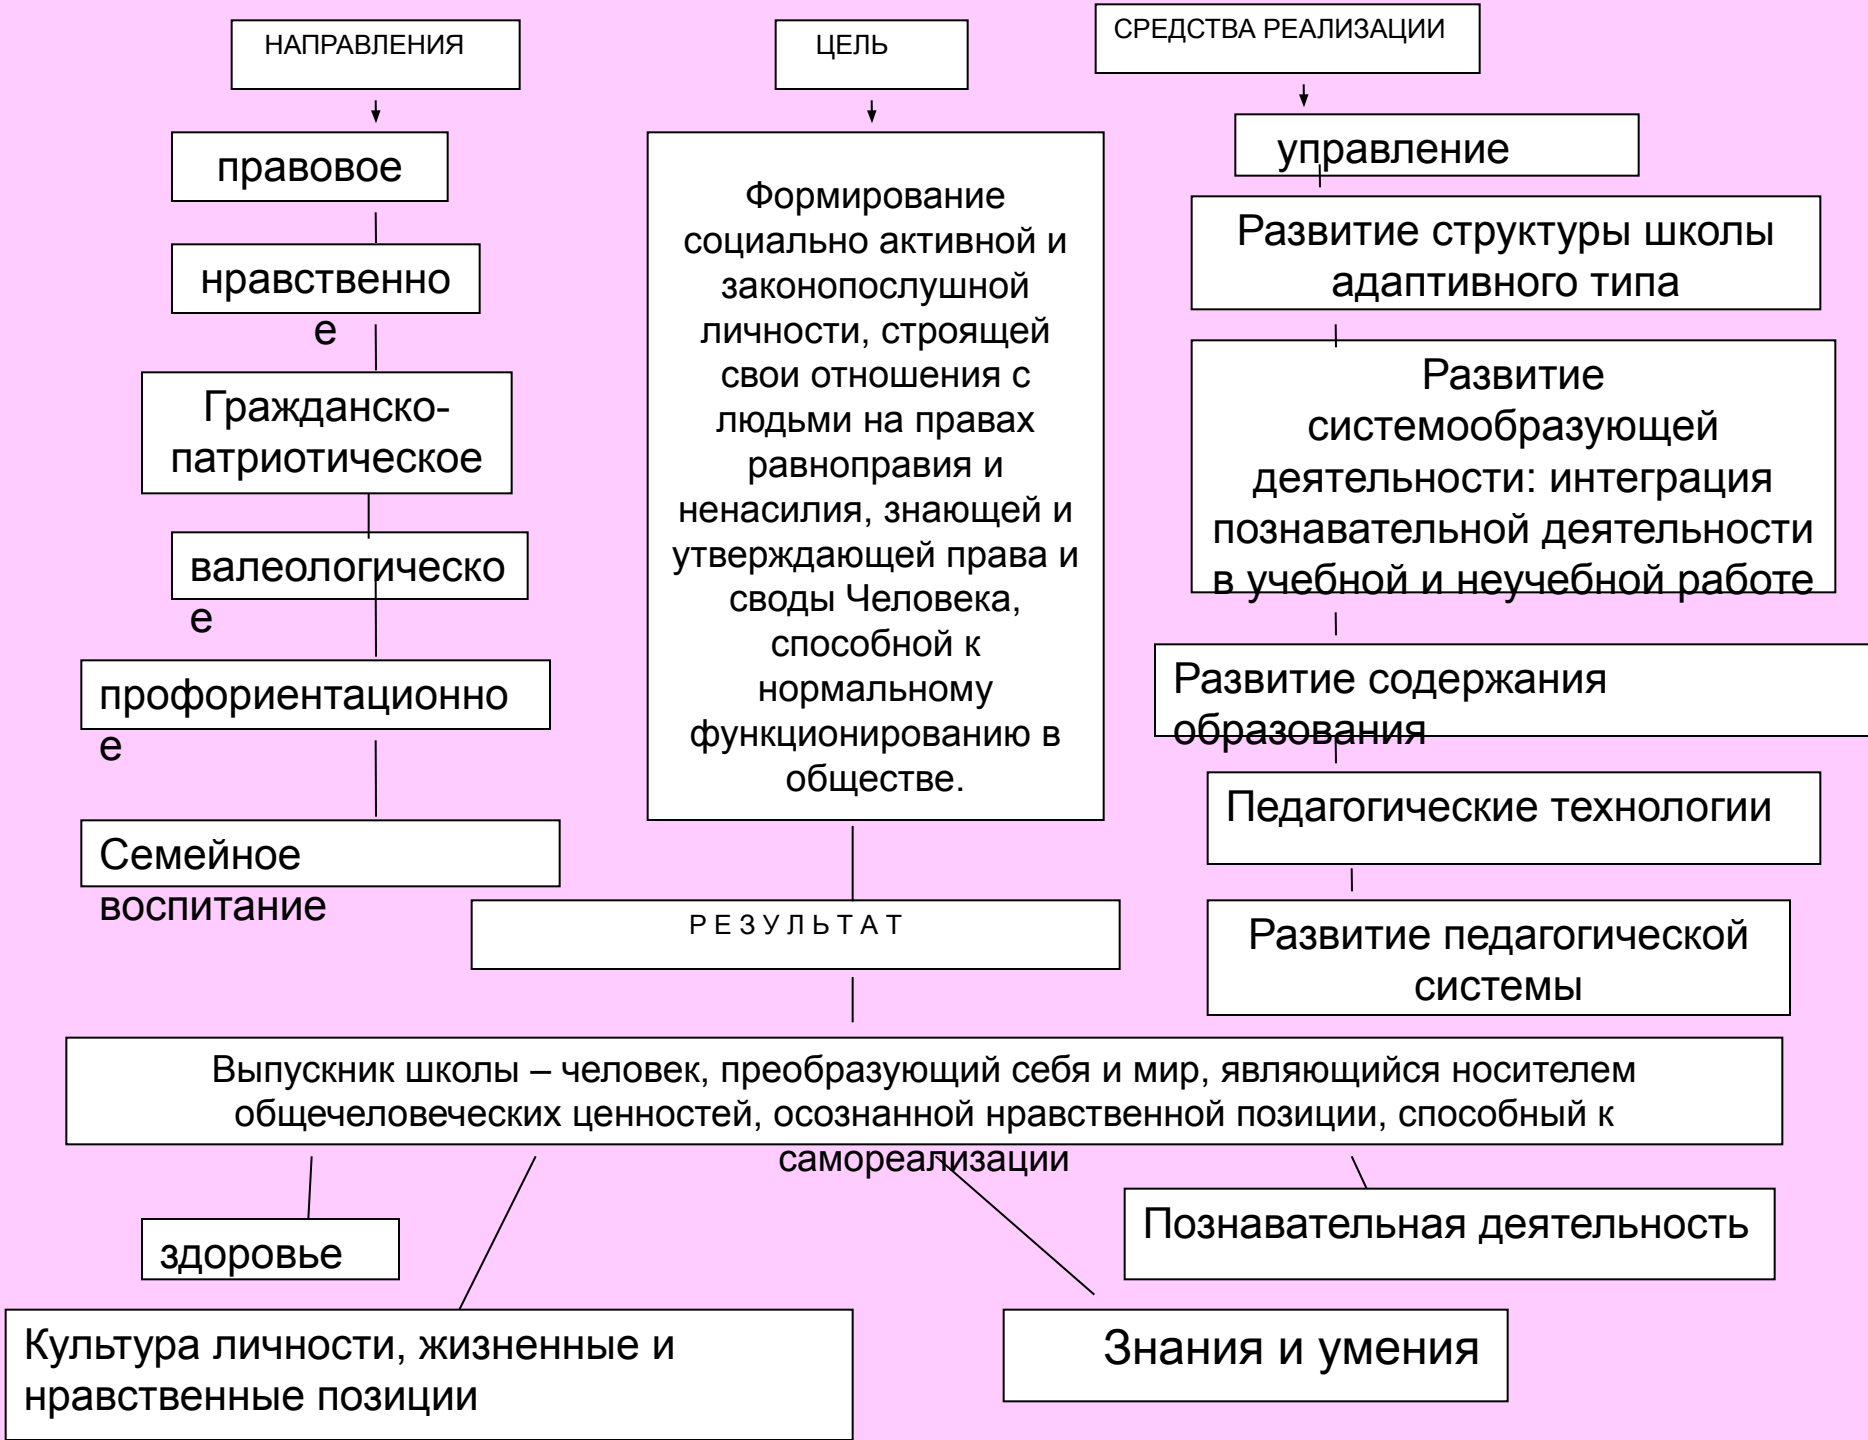 НАПРАВЛЕНИЯ
правовое
нравственно
е
Гражданско-
патриотическое
валеологическо
е
профориентационно
е
Семейное
воспитание
ЦЕЛЬ
Формирование
социально активной и
законопослушной
личности, строящей
свои отношения с
людьми на правах
равноправия и
ненасилия, знающей и
утверждающей права и
своды Человека,
способной к
нормальному
функционированию в
обществе.
СРЕДСТВА РЕАЛИЗАЦИИ
управление
Развитие структуры школы
адаптивного типа
Развитие
системообразующей
деятельности: интеграция
познавательной деятельности
в учебной и неучебной работе
Развитие содержания
образования
Педагогические технологии
Развитие педагогической
системы
Р Е З У Л Ь Т А Т
Выпускник школы – человек, преобразующий себя и мир, являющийся носителем
общечеловеческих ценностей, осознанной нравственной позиции, способный к
самореализации
здоровье
Культура личности, жизненные и
нравственные позиции
Знания и умения
Познавательная деятельность